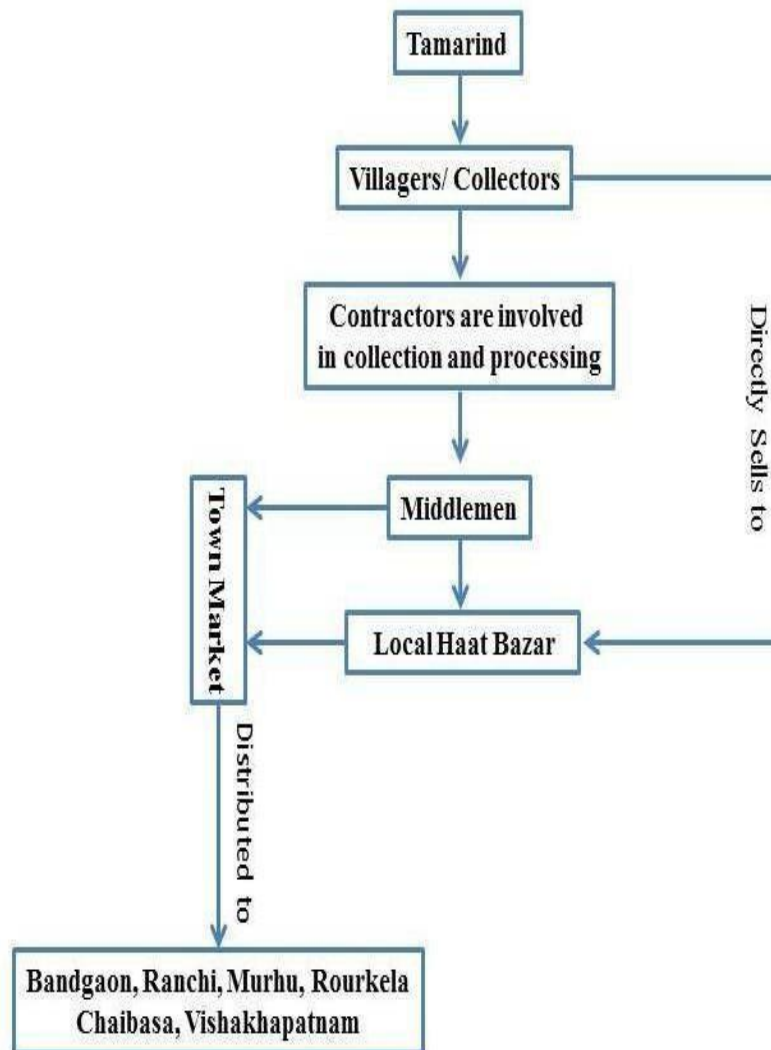 Tamarind
Villagers/ Collectors
Contractors are involved
in collection and processing
Directly Sells to
Middlemen
Town Market
Local Haat Bazar
Distributed to
Bandgaon, Ranchi, Murhu, Rourkela
Chaibasa, Vishakhapatnam